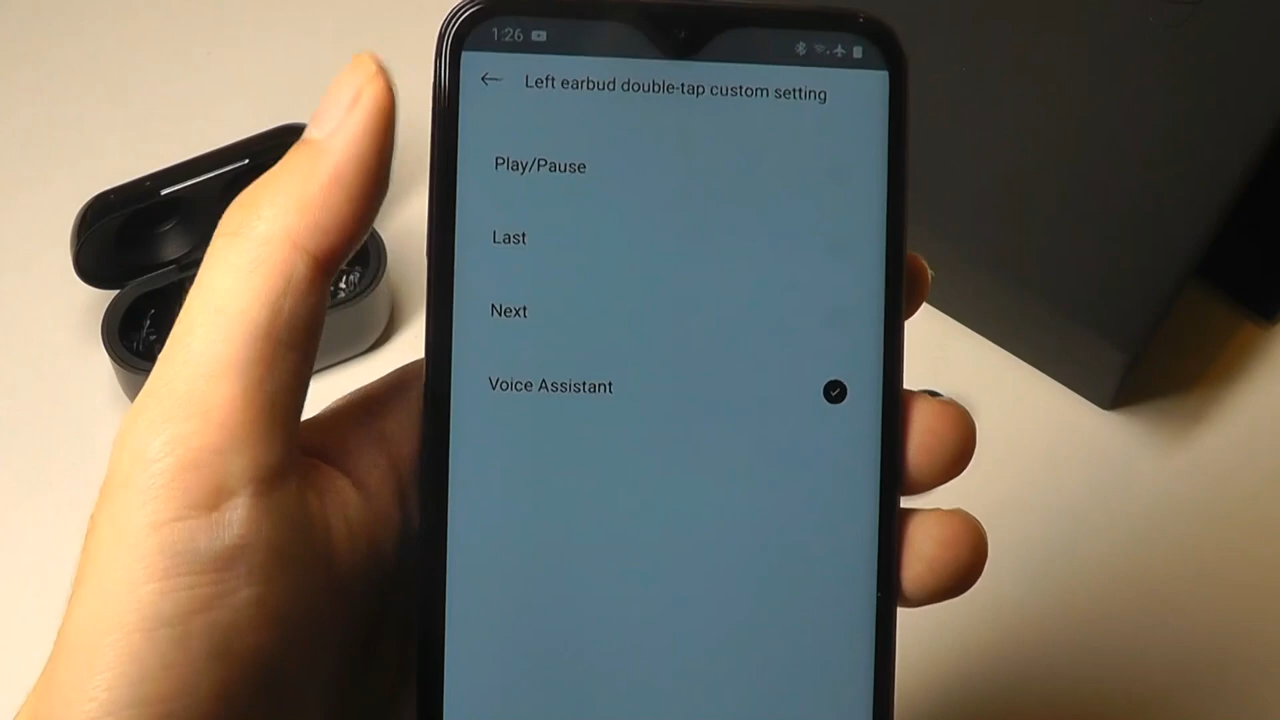 1:26
Left earbud double-tap custom setting
Play/Pause
Last
Next
Voice Assistant